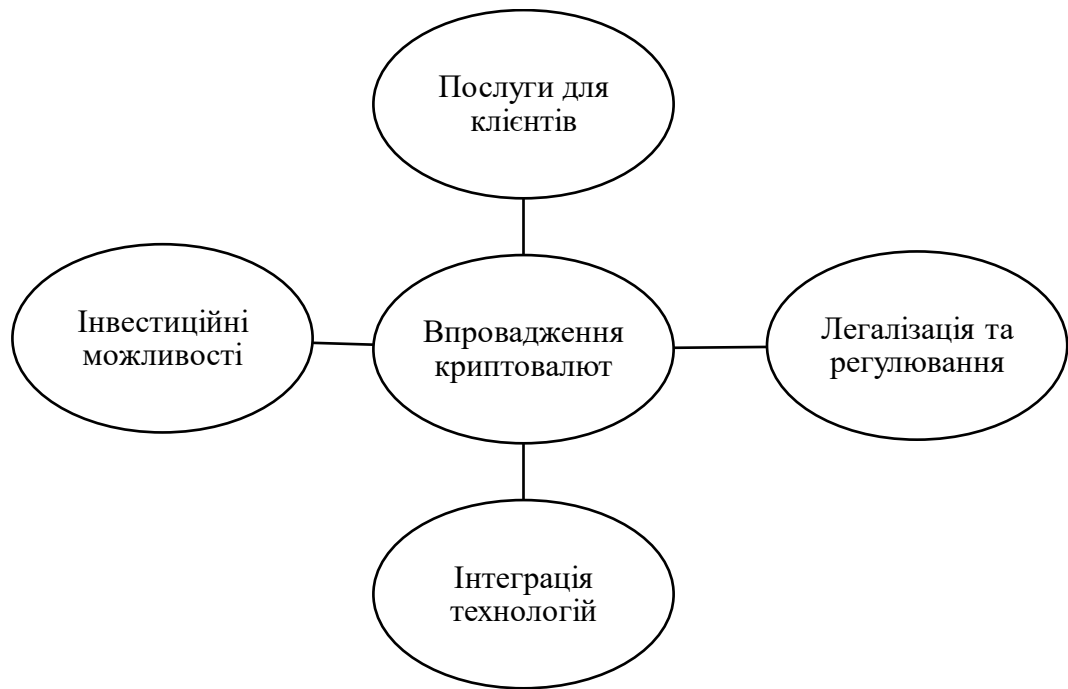 Послуги для
клієнтів
Інвестиційні
можливості
Впровадження
криптовалют
Легалізація та
регулювання
Інтеграція
технологій